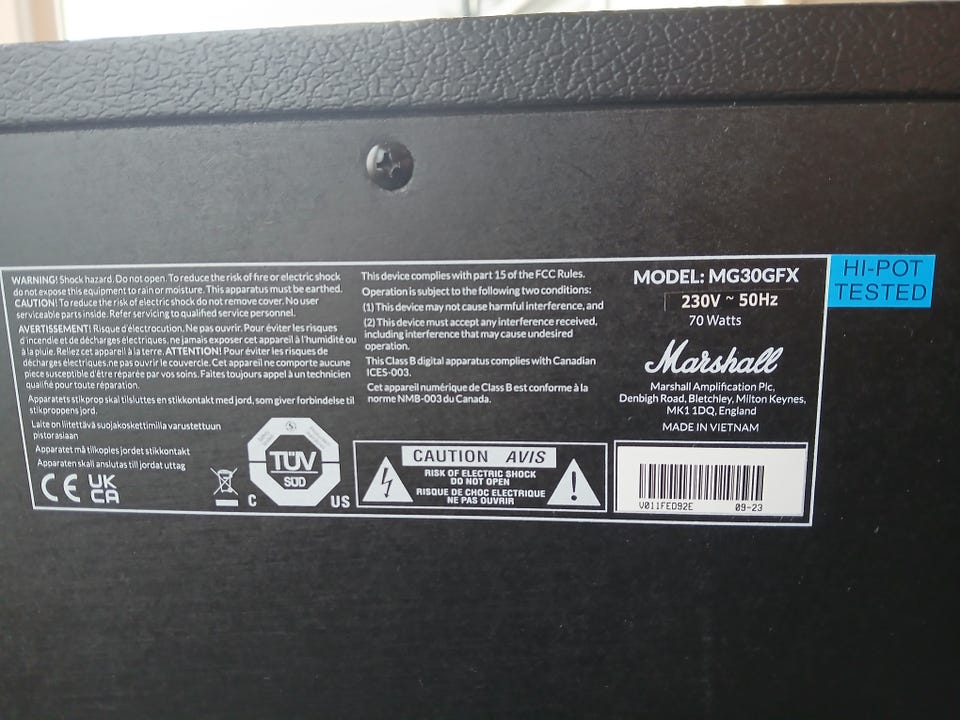 WARNING! Shock hazard. Do not open. To reduce the risk of fire or electric shock
do not expose this equipment to rain or moisture. This apparatus must be earthed.
CAUTION! To reduce the risk of electric shock do not remove cover. No user
serviceable parts inside. Refer servicing to qualified service personnel.
AVERTISSEMENT! Risque d'électrocution. Ne pas ouvrir. Pour éviter les risques
d'incendie et de décharges électriques, ne jamais exposer cet appareil à l'humidité ou
à la pluie. Reliez cet appareil à la terre. ATTENTION! Pour éviter les risques de
décharges électriques, ne pas ouvrir le couvercle. Cet appareil ne comporte aucune
piece susceptible d'être réparée par vos soins. Faites toujours appel à un technicien
qualifié pour toute réparation.
Apparatets stikprop skal tilsluttes en stikkontakt med jord, som giver forbindelse til
stikproppens jord.
Laite on liitettävä suojakoskettimilla varustettuun
pistorasiaan
Apparatet må tilkoples jordet stikkontakt
Apparaten skall anslutas till jordat uttag
CE UK
CA
TÜV
SÜD
C US
This device complies with part 15 of the FCC Rules.
Operation is subject to the following two conditions:
(1) This device may not cause harmful interference, and
(2) This device must accept any interference received,
including interference that may cause undesired
operation.
This Class B digital apparatus complies with Canadian
ICES-003.
Cet appareil numérique de Class B est conforme à la
norme NMB-003 du Canada.
CAUTION AVIS
RISK OF ELECTRIC SHOCK
DO NOT OPEN
RISQUE DE CHOC ELECTRIQUE
NE PAS OUVRIR
MODEL: MG30GFX
230V ~ 50Hz
70 Watts
Marshall
Marshall Amplification Plc,
Denbigh Road, Bletchley, Milton Keynes,
MK1 1DQ, England
MADE IN VIETNAM
V011FED92E 09-23
HI-POT
TESTED